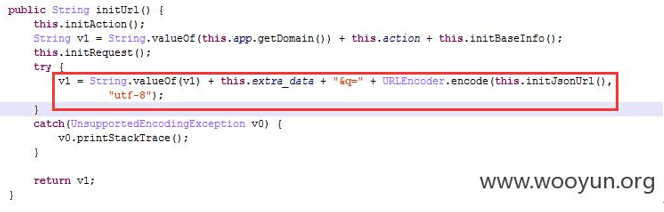 public String initUrl() {
this.initAction();
String v1 = String.valueOf(this.app.getDomain()) + this.action + this.initBaseInfo();
this.initRequest();
try {
v1 = String.valueOf(v1) + this.extra_data + "&q=" + URLEncoder.encode(this.initJsonUrl(),
"utf-8");
}
catch(UnsupportedEncodingException v0) {
v0.printStackTrace();
}
return v1;
}
www.wooyun.org